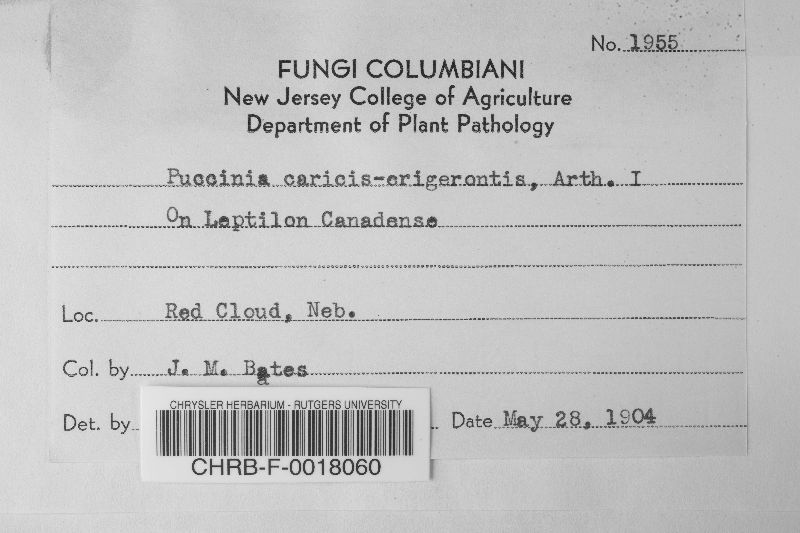 No. 1955
FUNGI COLUMBIANI
New Jersey College of Agriculture
Department of Plant Pathology
Puccinia caricis-erigerontis, Arth. I
On Leptilon Canadense
Loc. Red Cloud, Neb.
Col. by J. M. Bates
Det. by Date May 28, 1904
CHRYSLER HERBARIUM - RUTGERS UNIVERSITY
CHRB-F-0018060